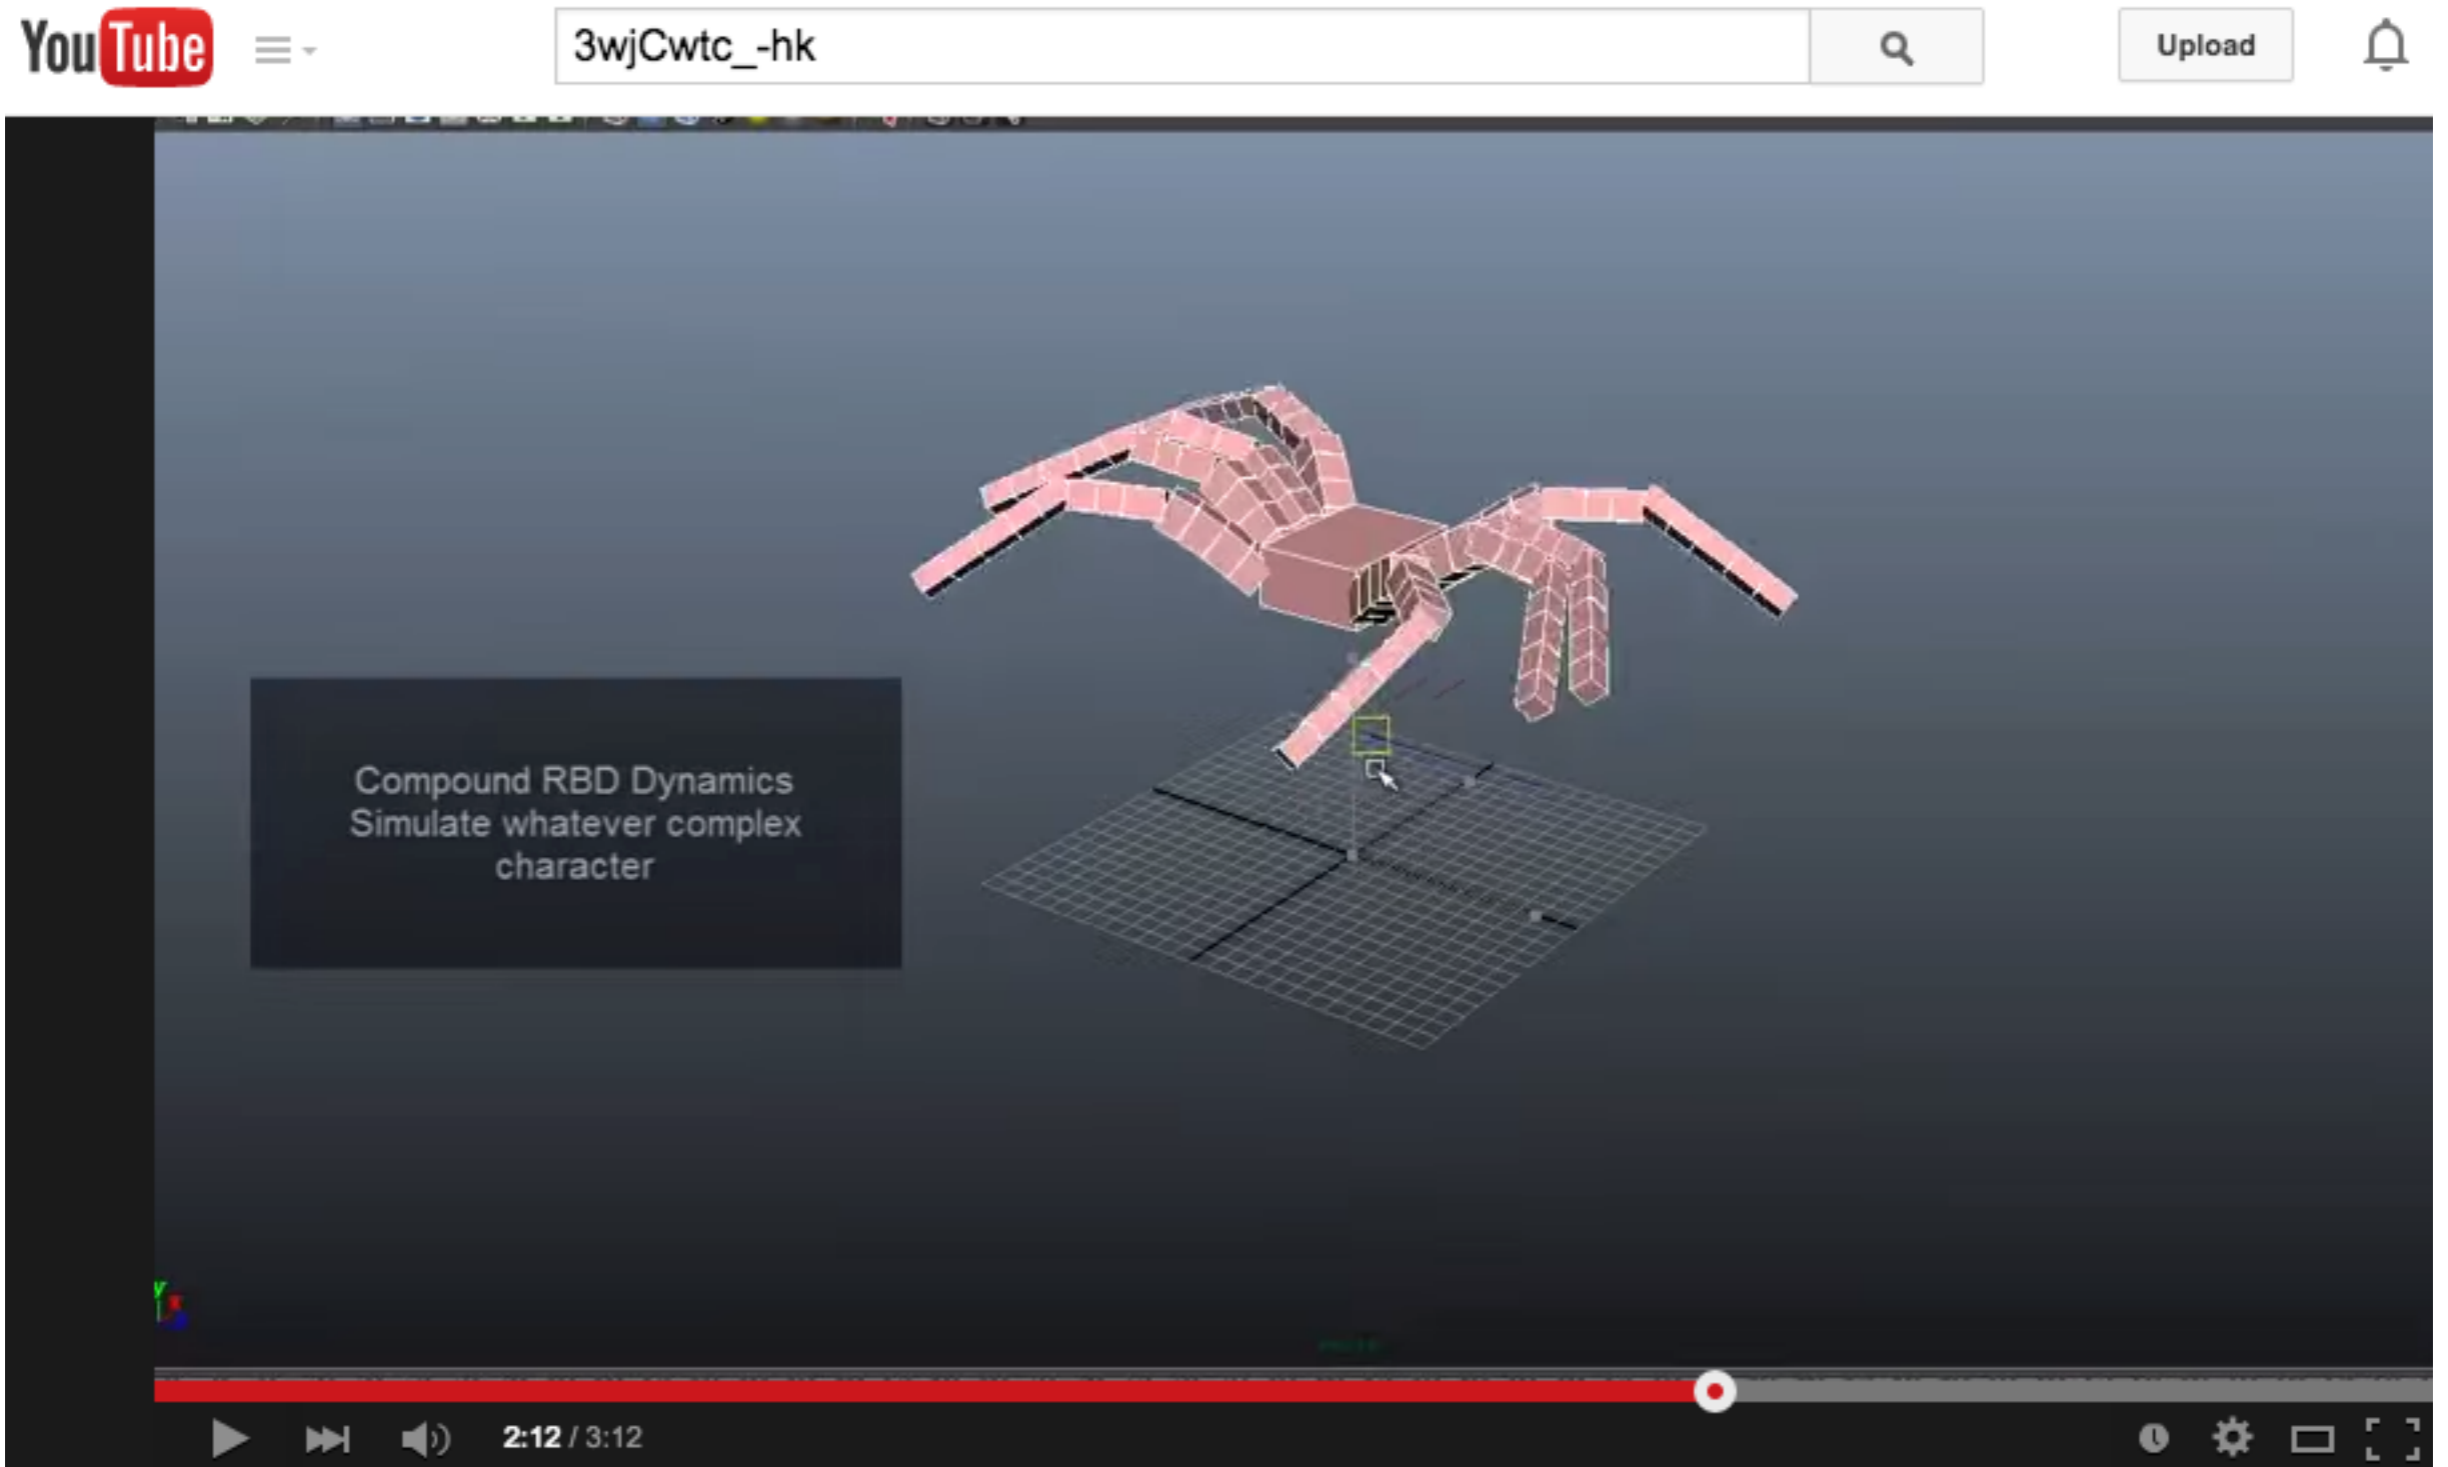 YouTube
3wjCwtc_-hk
Upload
Compound RBD Dynamics
Simulate whatever complex
character
y
2:12 / 3:12